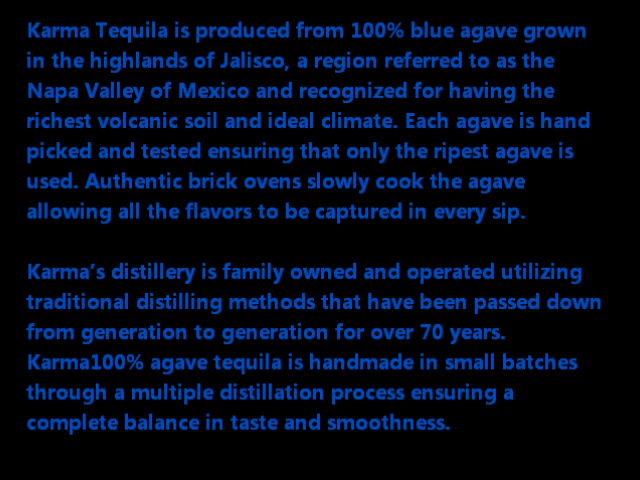 Karma Tequila is produced from 100% blue agave grown
in the highlands of Jalisco, a region referred to as the
Napa Valley of Mexico and recognized for having the
richest volcanic soil and ideal climate. Each agave is hand
picked and tested ensuring that only the ripest agave is
used. Authentic brick ovens slowly cook the agave
allowing all the flavors to be captured in every sip.
Karma’s distillery is family owned and operated utilizing
traditional distilling methods that have been passed down
from generation to generation for over 70 years.
Karma100% agave tequila is handmade in small batches
through a multiple distillation process ensuring a
complete balance in taste and smoothness.